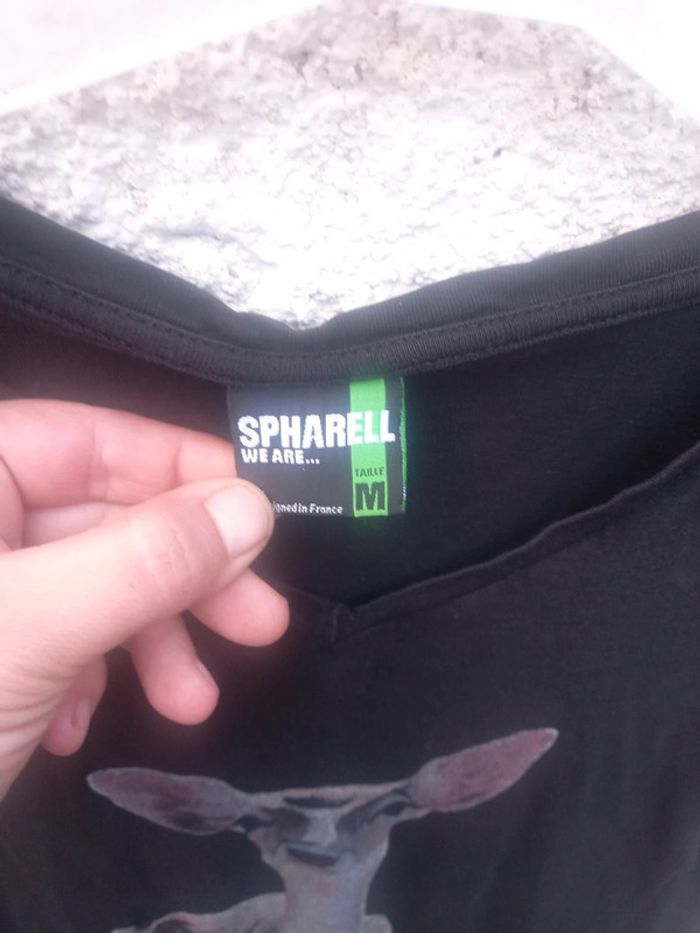 SPHARELL
WE ARE...
TAILLE
M
in France